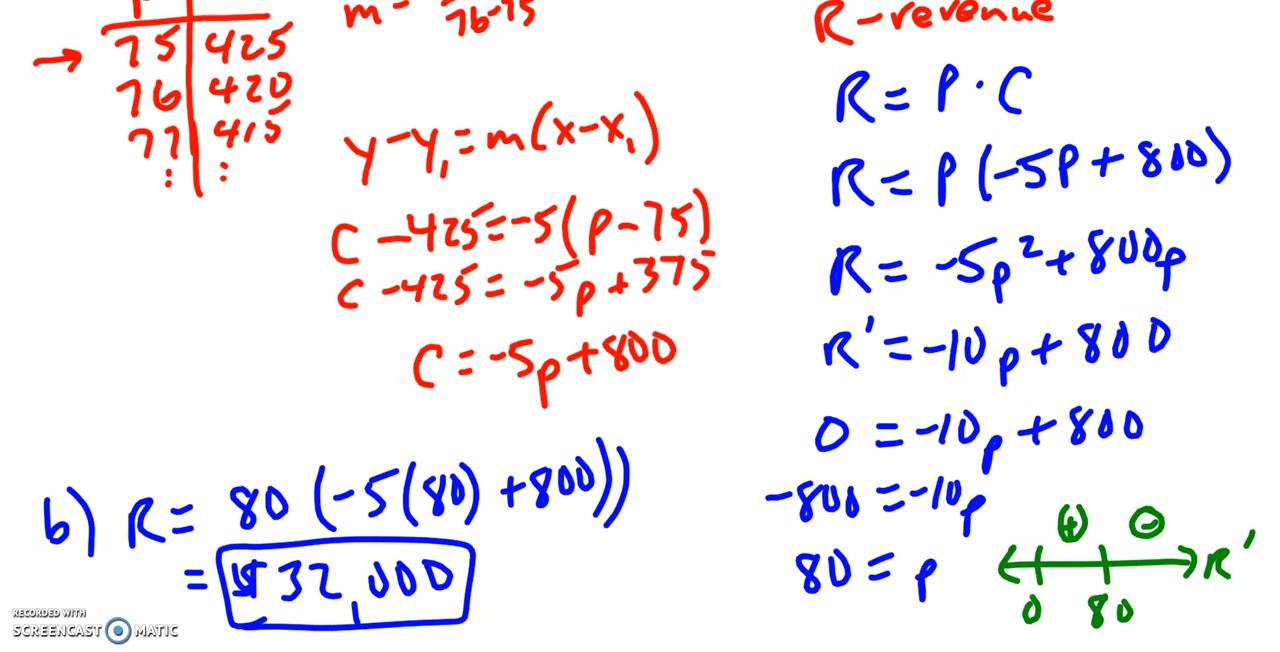 m = 76-75
75 | 425
→ 76 | 420
77 | 415
: | :
y-y₁=m(x-x₁)
C-425=-5(p-75)
C-425=-5p+375
C=-5p+800
b) R= 80 (-5(80)+800))
= $32,000
R-revenue
R= P·C
R= P(-5P+800)
R= -5p²+800p
R'=-10p+800
0=-10p+800
-800=-10p
80=p
+ -
R'
0 80
RECORDED WITH
SCREENCAST MATIC